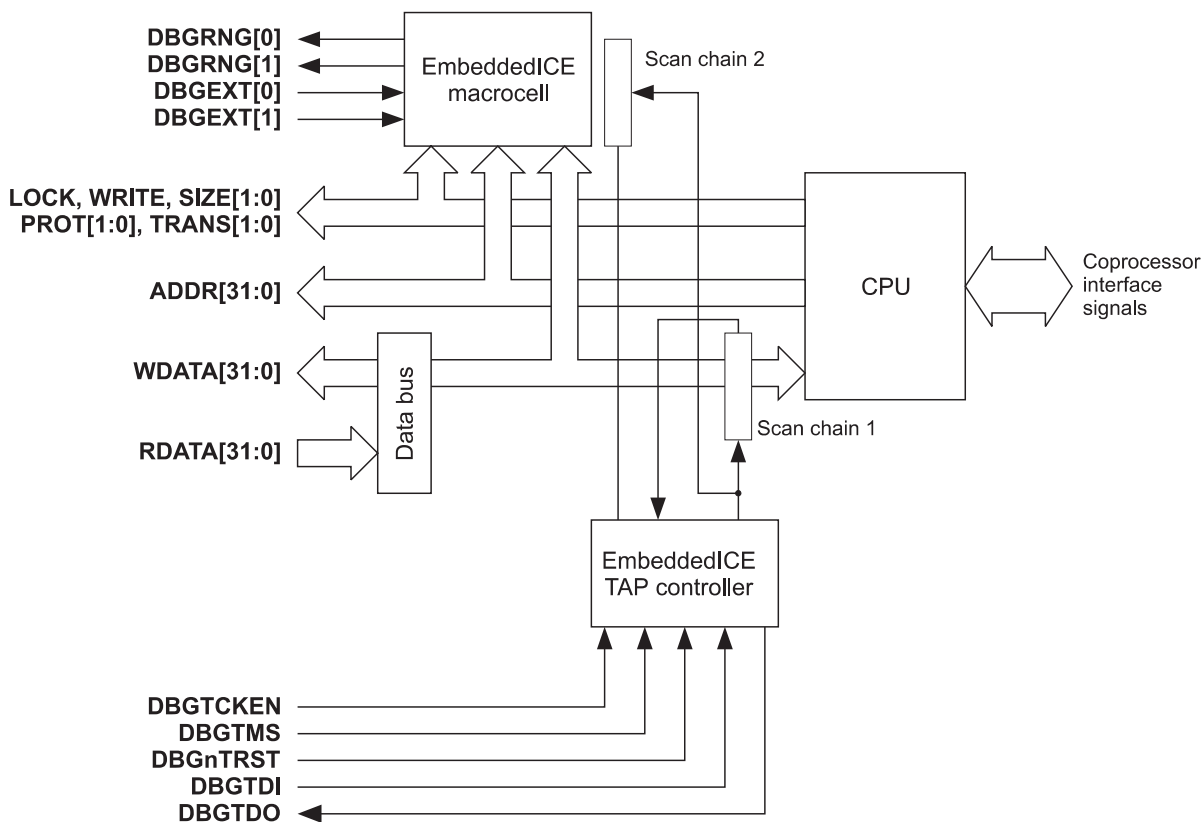 DBGRNG[0]
DBGRNG[1]
DBGEXT[0]
DBGEXT[1]
EmbeddedICE
macrocell
Scan chain 2
LOCK, WRITE, SIZE[1:0]
PROT[1:0], TRANS[1:0]
ADDR[31:0]
CPU
Coprocessor
interface
signals
WDATA[31:0]
Data bus
RDATA[31:0]
Scan chain 1
EmbeddedICE
TAP controller
DBGTCKEN
DBGTMS
DBGnTRST
DBGTDI
DBGTDO